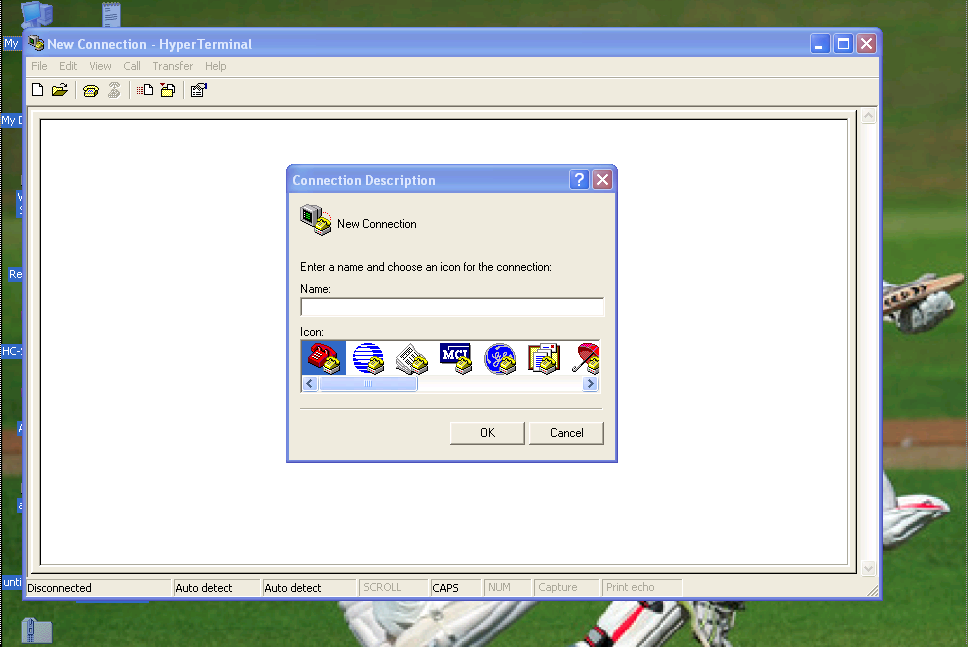 My
New Connection - HyperTerminal
File Edit View Call Transfer Help
My D
Connection Description
New Connection
Re
Enter a name and choose an icon for the connection:
Name:
Icon:
MCI
HC-
OK Cancel
unti
Disconnected Auto detect Auto detect SCROLL CAPS NUM Capture Print echo